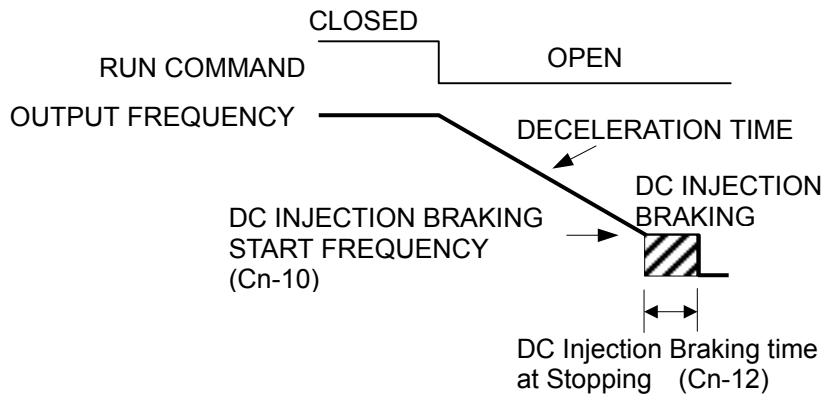 CLOSED
RUN COMMAND
OPEN
OUTPUT FREQUENCY
DECELERATION TIME
DC INJECTION
BRAKING
DC INJECTION BRAKING
START FREQUENCY
(Cn-10)
DC Injection Braking time
at Stopping (Cn-12)